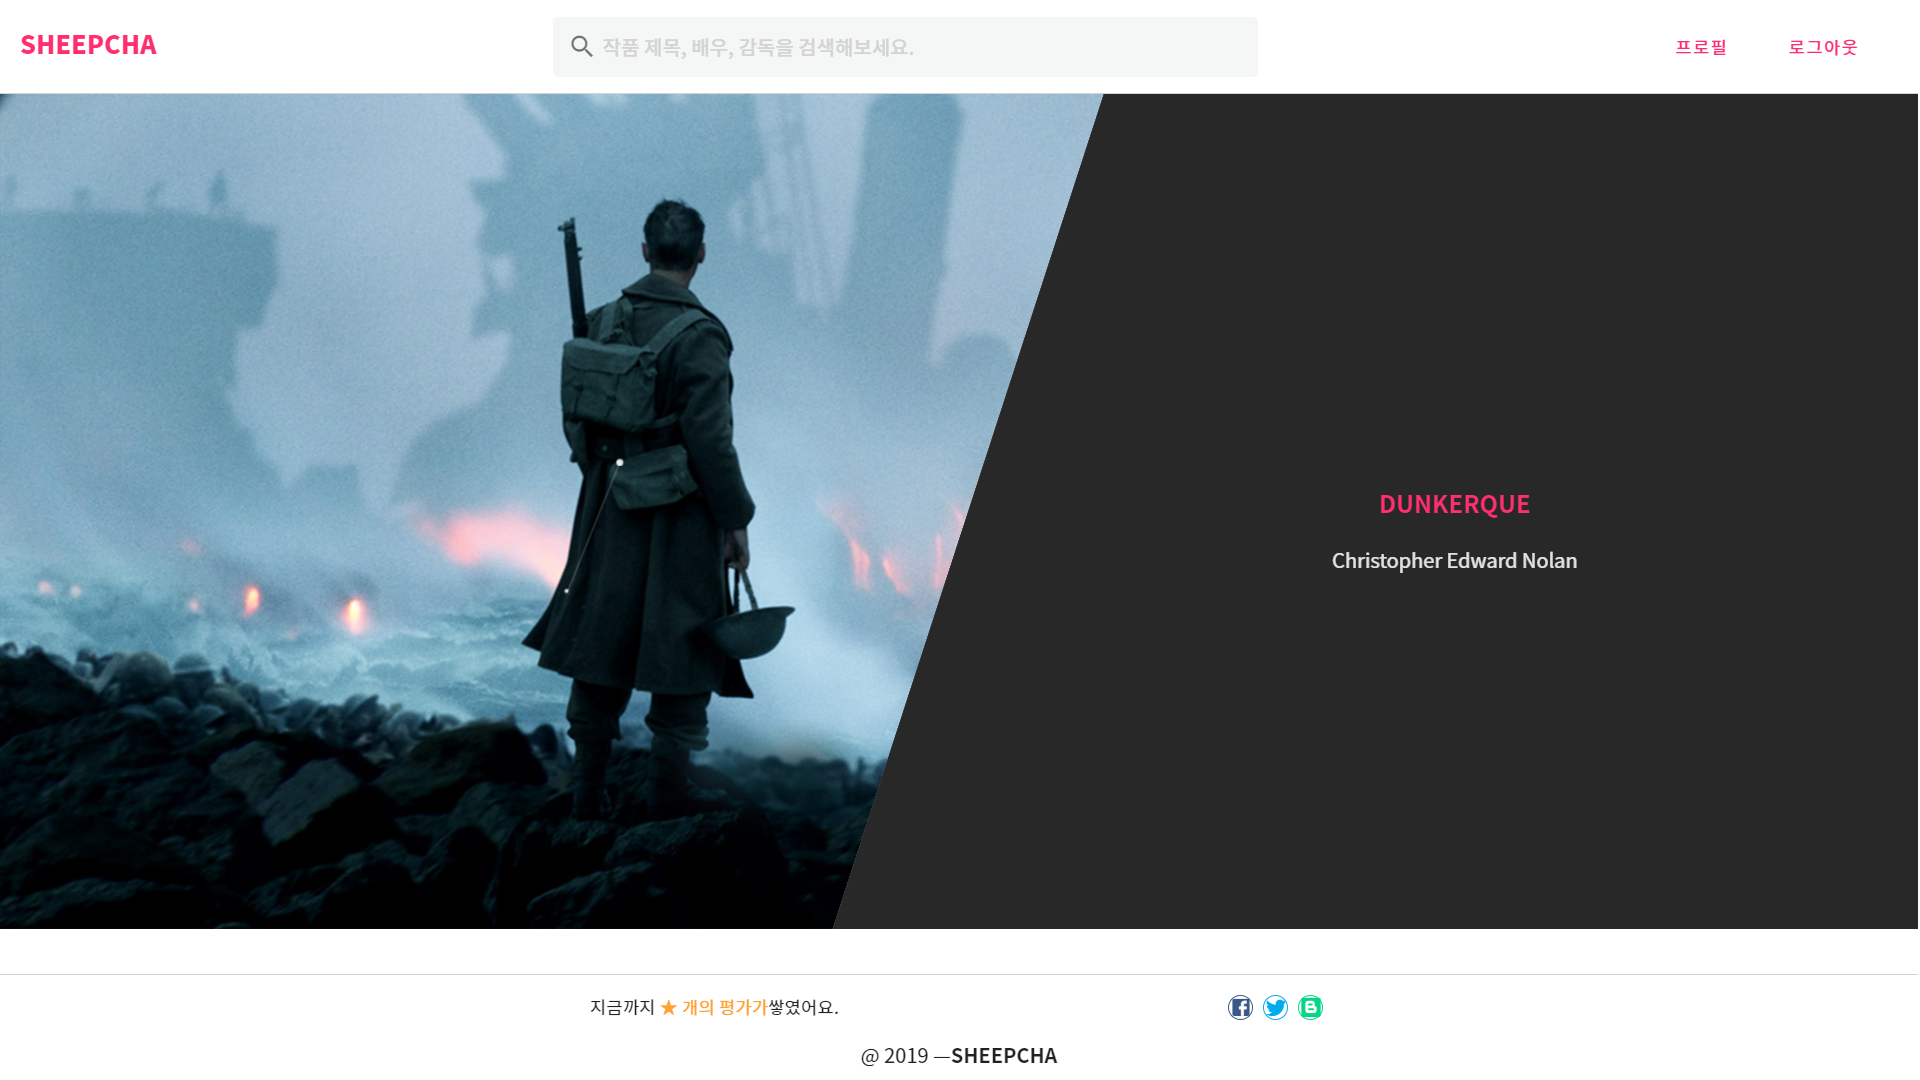 SHEEPCHA
작품 제목, 배우, 감독을 검색해보세요.
프로필
로그아웃
DUNKERQUE
Christopher Edward Nolan
지금까지 ★ 개의 평가가쌓였어요.
@ 2019 —SHEEPCHA